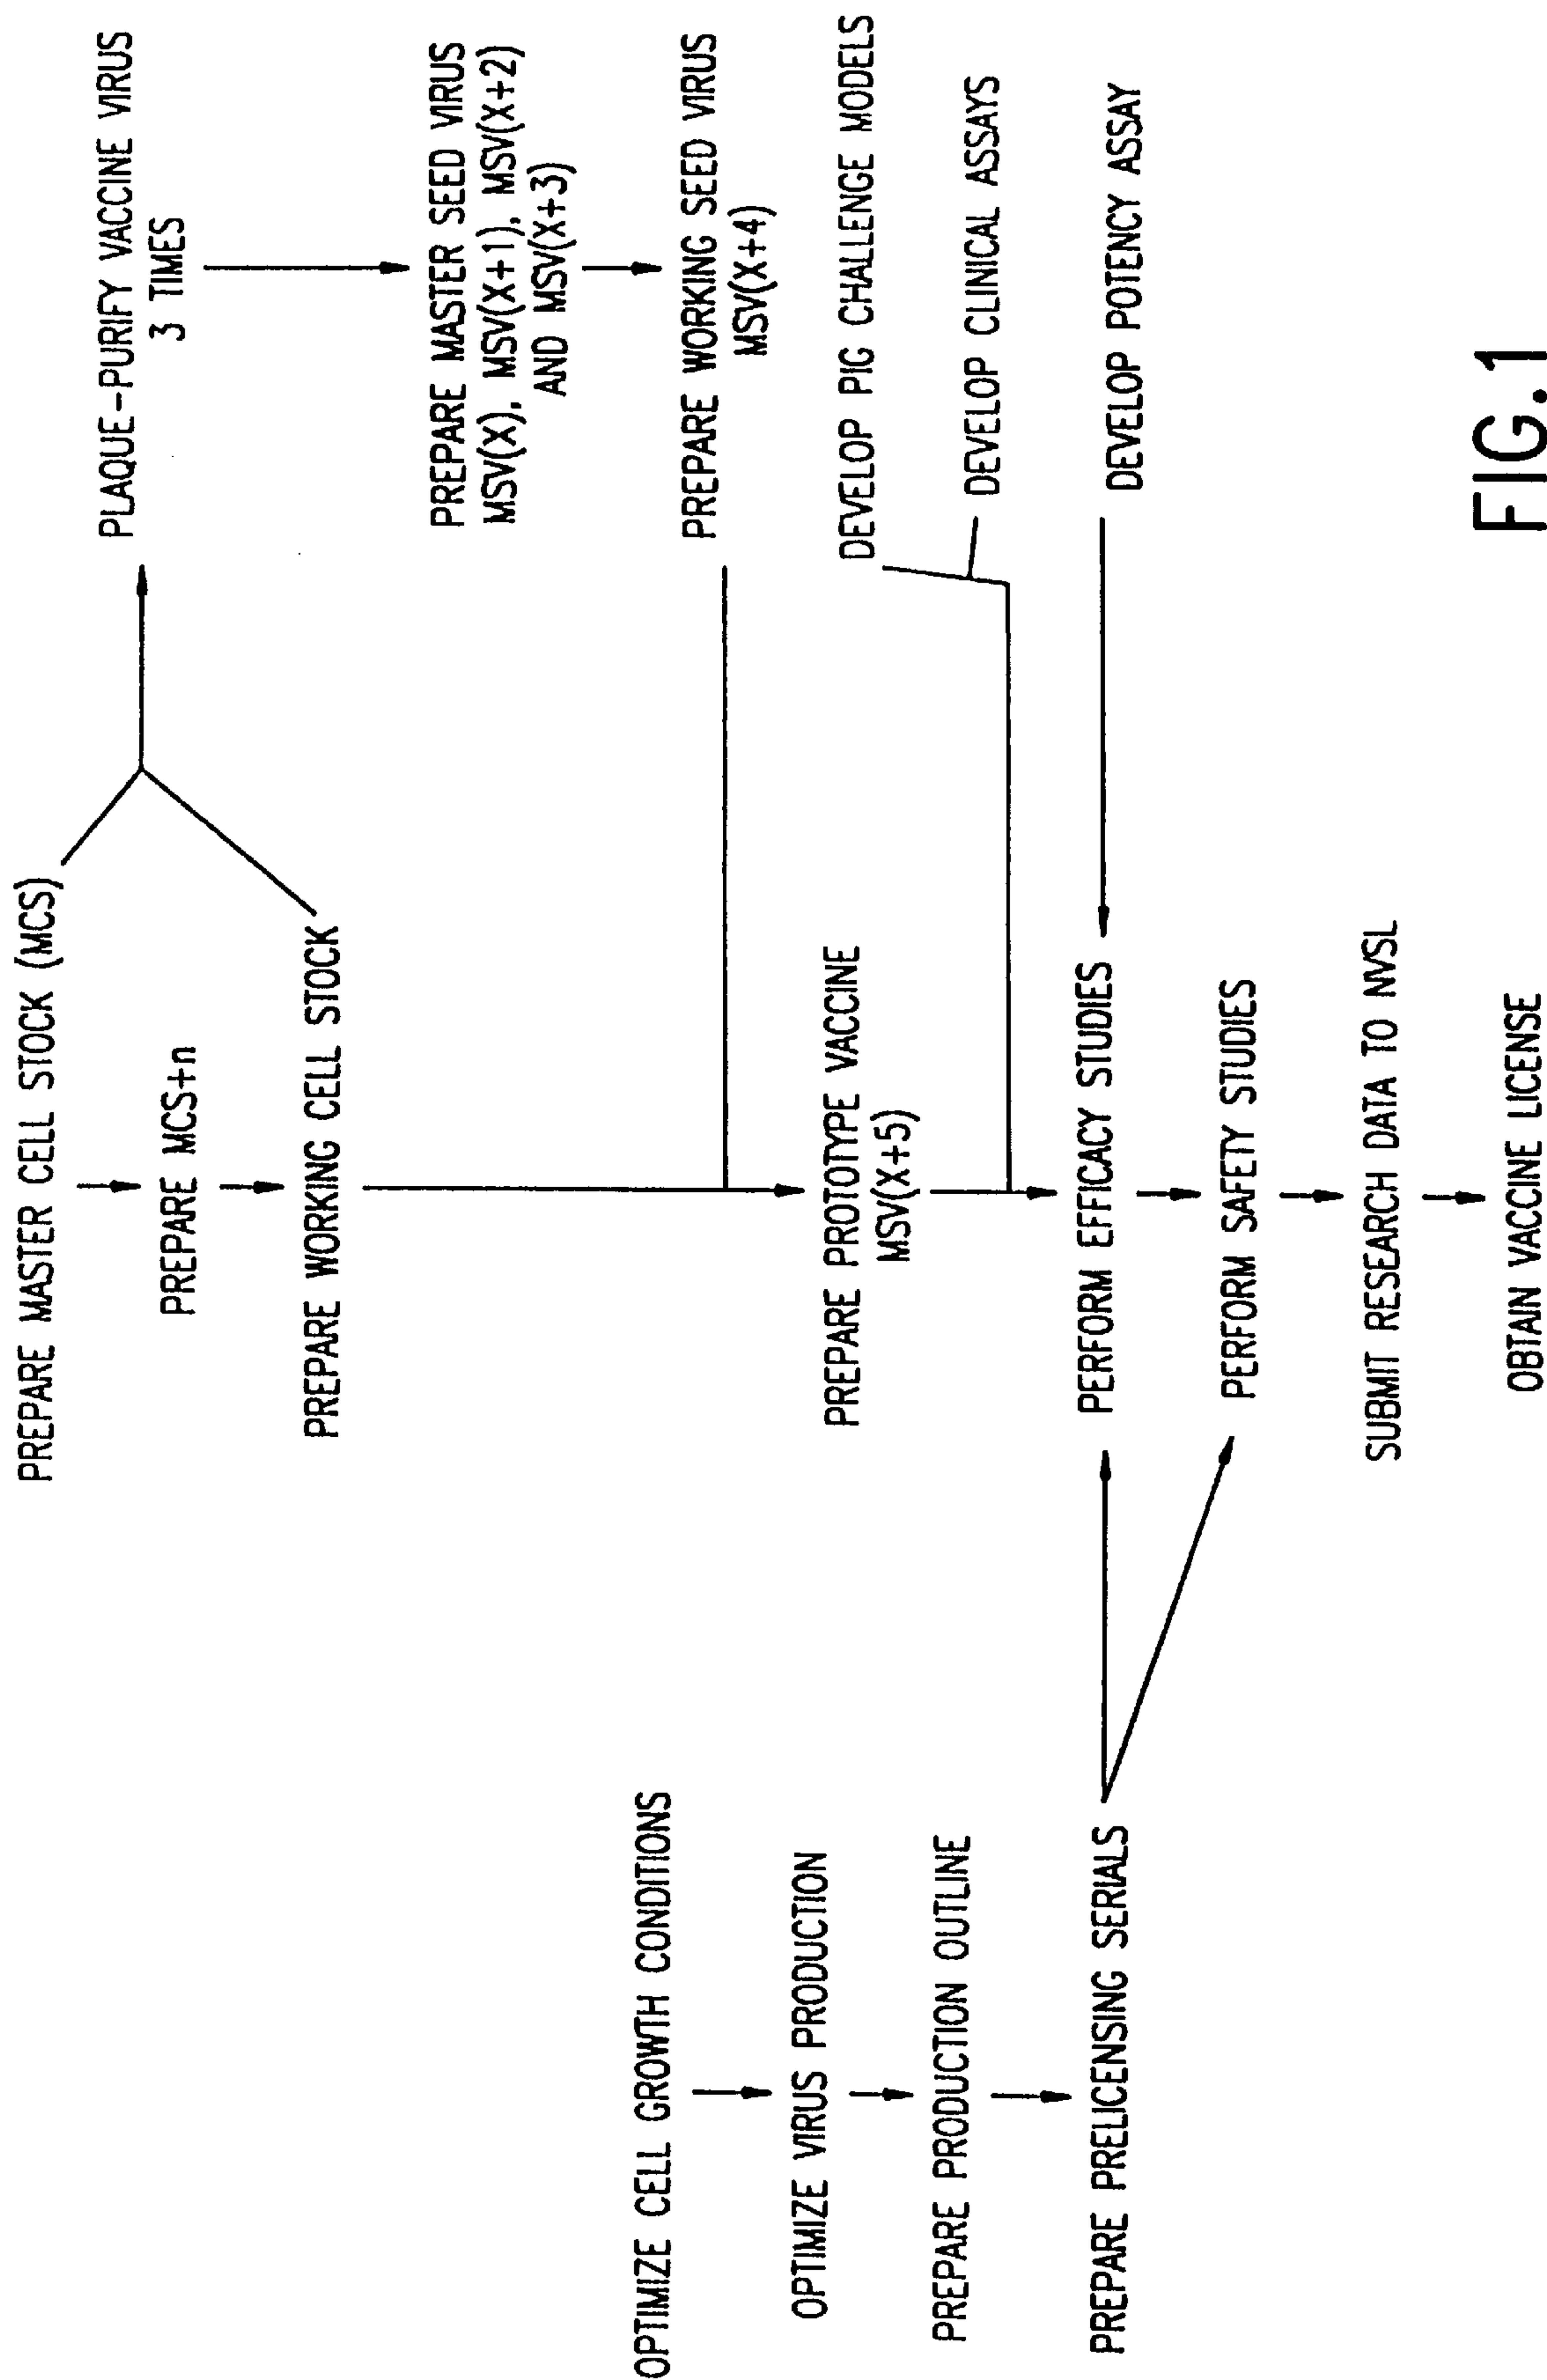 PREPARE MASTER CELL STOCK (MCS)
PREPARE MCS+n
PREPARE WORKING CELL STOCK
PLAQUE-PURIFY VACCINE VIRUS
3 TIMES
PREPARE MASTER SEED VIRUS
MSV(X), MSV(X+1), MSV(X+2)
AND MSV(X+3)
PREPARE WORKING SEED VIRUS
MSV(X+4)
OPTIMIZE CELL GROWTH CONDITIONS
OPTIMIZE VIRUS PRODUCTION
PREPARE PRODUCTION OUTLINE
PREPARE PRELICENSING SERIALS
PREPARE PROTOTYPE VACCINE
MSV(X+5)
DEVELOP PIG CHALLENGE MODELS
DEVELOP CLINICAL ASSAYS
DEVELOP POTENCY ASSAY
PERFORM EFFICACY STUDIES
PERFORM SAFETY STUDIES
SUBMIT RESEARCH DATA TO NVSL
OBTAIN VACCINE LICENSE
FIG.1